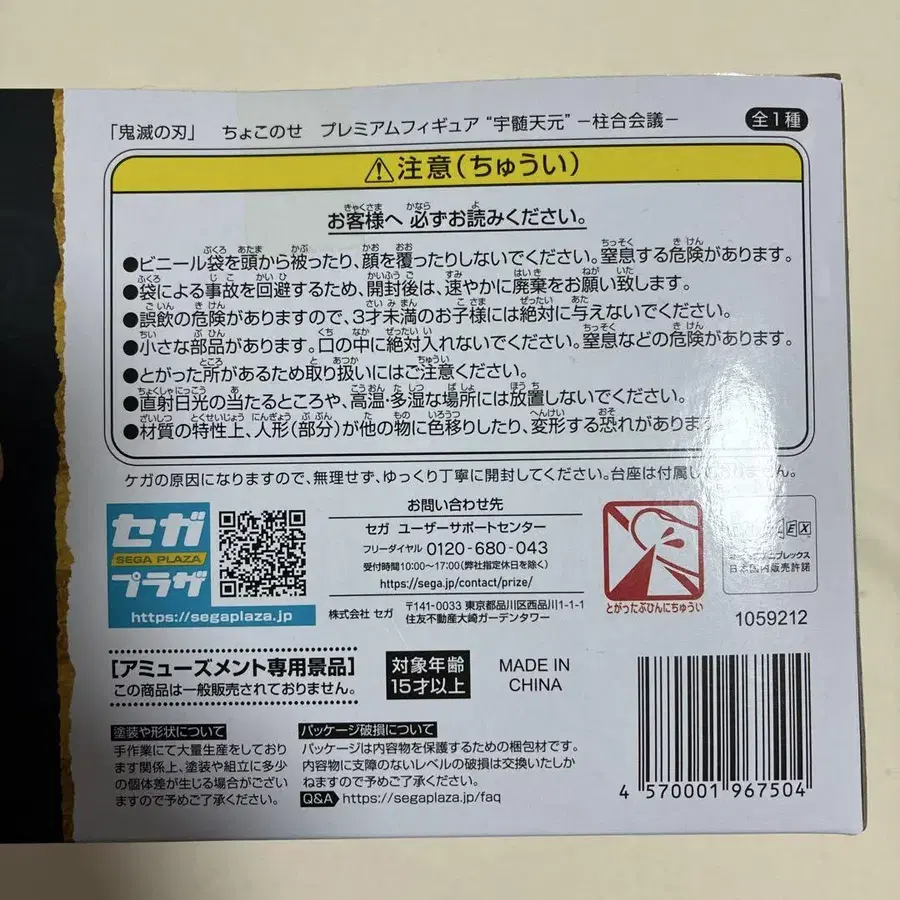 「鬼滅の刃」 ちょこのせ プレミアムフィギュア “宇髄天元” −柱合会議− 全1種
注意(ちゅうい)
お客様へ 必ずお読みください。
●ビニール袋を頭から被ったり、顔を覆ったりしないでください。窒息する危険があります。
●袋による事故を回避するため、開封後は、速やかに廃棄をお願い致します。
●誤飲の危険がありますので、3才未満のお子様には絶対に与えないでください。
●小さな部品があります。口の中に絶対入れないでください。窒息などの危険があります。
●とがった所があるため取り扱いにはご注意ください。
●直射日光の当たるところや、高温・多湿な場所には放置しないでください。
●材質の特性上、人形(部分)が他の物に色移りしたり、変形する恐れがあります
ケガの原因になりますので、無理せず、ゆっくり丁寧に開封してください。台座は付属しておりません。
セガ
SEGA PLAZA
プラザ
https://segaplaza.jp
お問い合わせ先
セガ ユーザーサポートセンター
フリーダイヤル 0120-680-043
受付時間10:00〜17:00(弊社指定休日を除く)
https://sega.jp/contact/prize/
株式会社 セガ 〒141-0033 東京都品川区西品川1-1-1
住友不動産大崎ガーデンタワー
とがったぶひんにちゅうい
EX
日本国内販売許諾
1059212
[アミューズメント専用景品]
この商品は一般販売されておりません。
対象年齢
15才以上
MADE IN
CHINA
塗装や形状について
手作業にて大量生産をしており
ます関係上、塗装や組立に多少
の個体差が生じる場合がござい
ますので予めご了承ください。
パッケージ破損について
パッケージは内容物を保護するための梱包材です。
内容物に支障のないレベルの破損は交換いたしか
ねますので予めご了承ください。
Q&A https://segaplaza.jp/faq
4 570001 967504